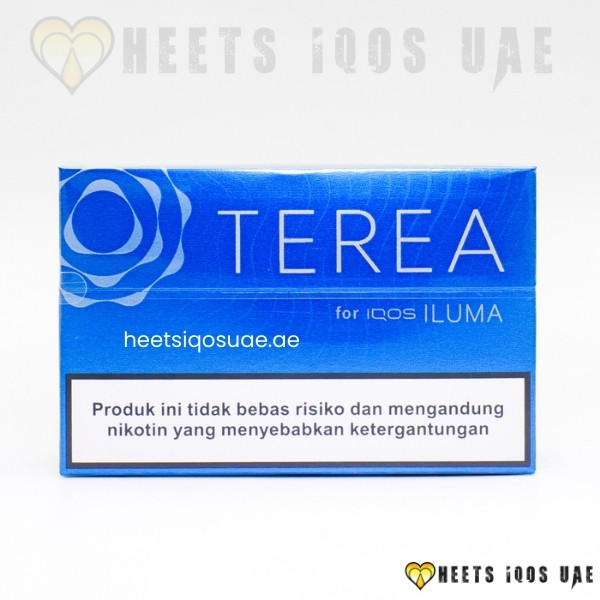 HEETS iQOS UAE
TEREA
for IQOS ILUMA
heetsiqosuae.ae
Produk ini tidak bebas risiko dan mengandung
nikotin yang menyebabkan ketergantungan
HEETS iQOS UAE